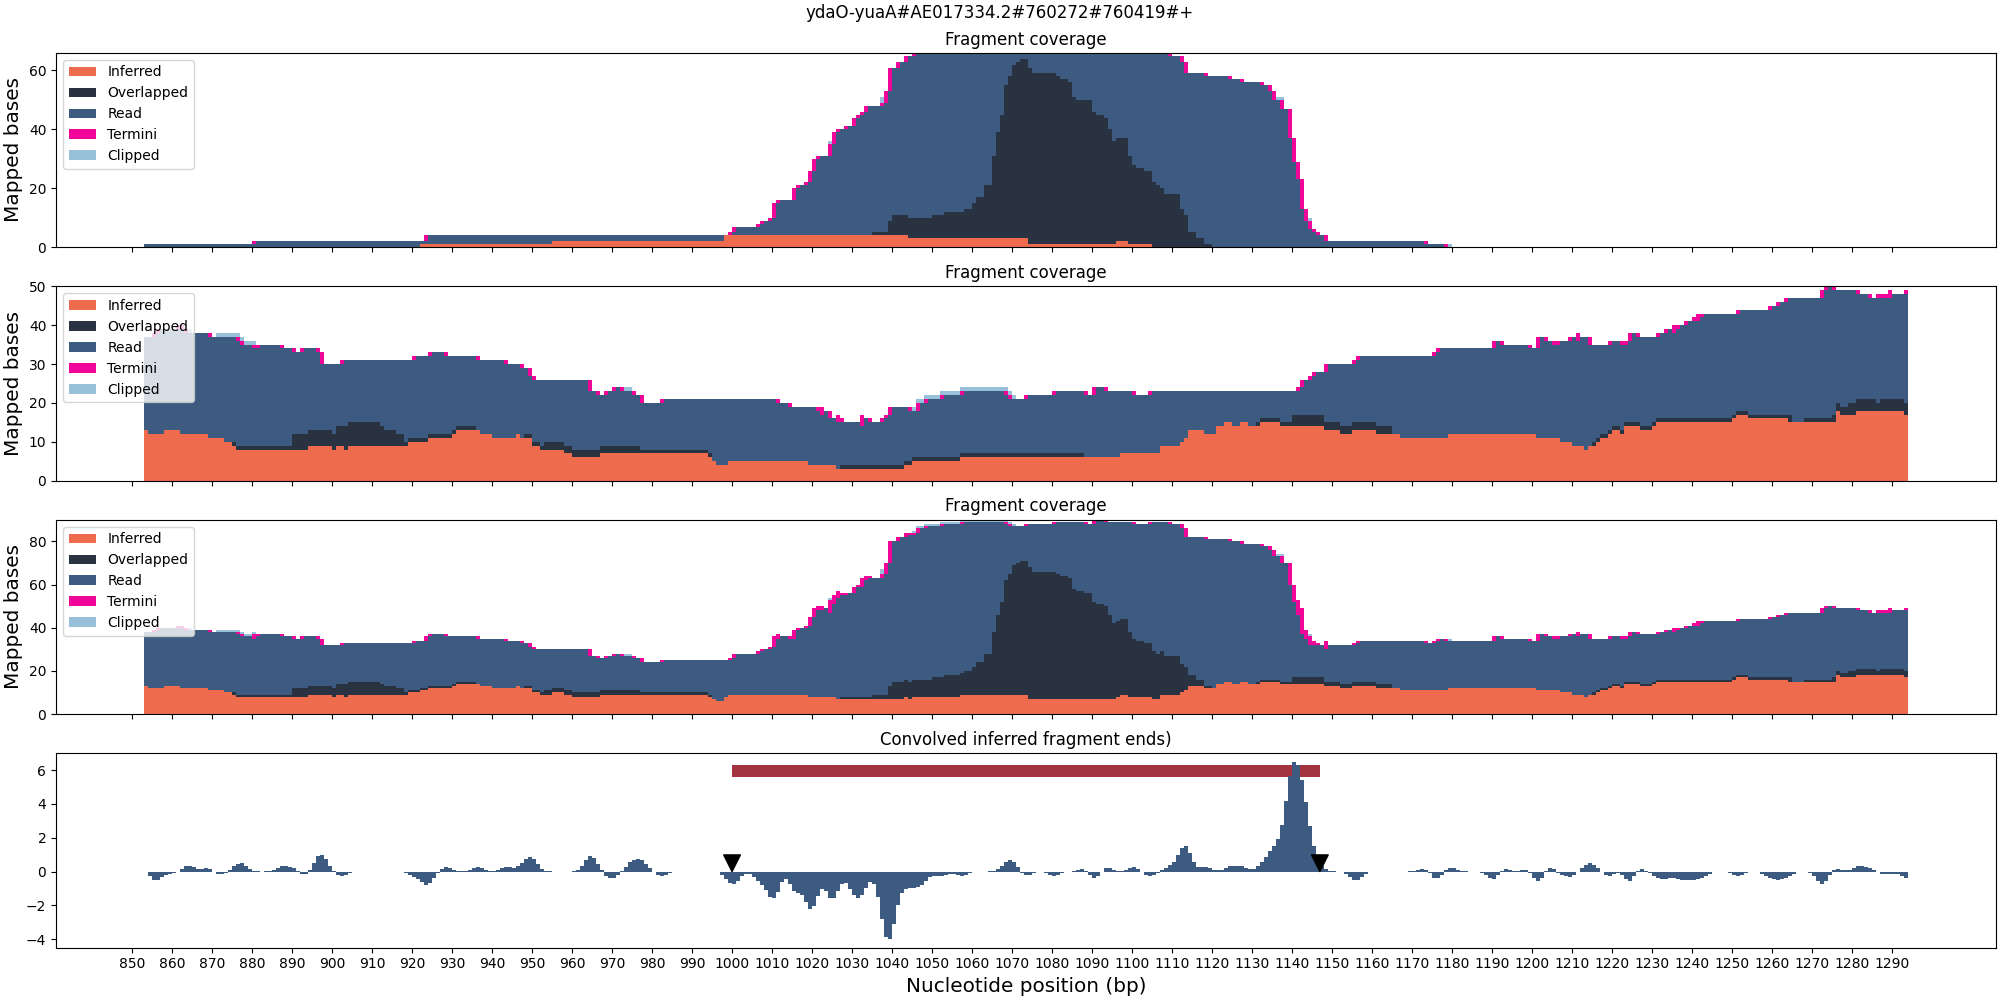 ydaO-yuaA#AE017334.2#760272#760419#+
Fragment coverage
Mapped bases
60
40
20
0
Inferred
Overlapped
Read
Termini
Clipped
Fragment coverage
Mapped bases
50
40
30
20
10
0
Inferred
Overlapped
Read
Termini
Clipped
Fragment coverage
Mapped bases
80
60
40
20
0
Inferred
Overlapped
Read
Termini
Clipped
Convolved inferred fragment ends)
6
4
2
0
−2
−4
850 860 870 880 890 900 910 920 930 940 950 960 970 980 990 1000 1010 1020 1030 1040 1050 1060 1070 1080 1090 1100 1110 1120 1130 1140 1150 1160 1170 1180 1190 1200 1210 1220 1230 1240 1250 1260 1270 1280 1290
Nucleotide position (bp)